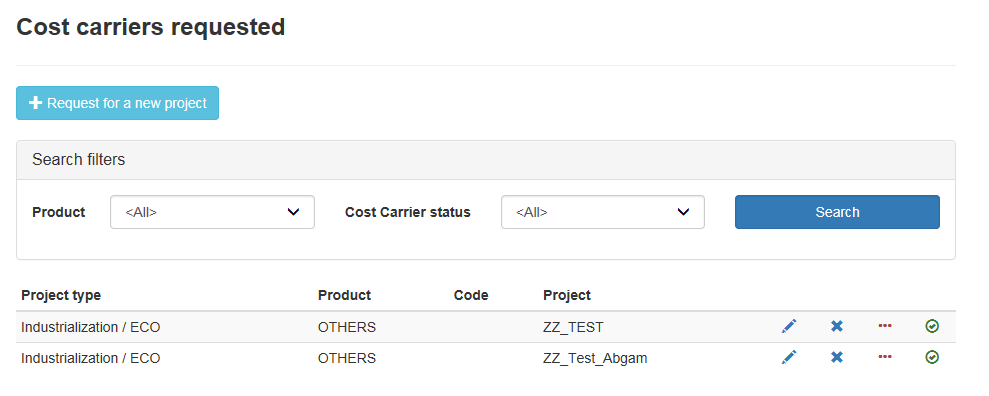 Cost carriers requested
Request for a new project
Search filters
Product <All> Cost Carrier status <All> Search
Project type Product Code Project
Industrialization / ECO OTHERS ZZ_TEST
Industrialization / ECO OTHERS ZZ_Test_Abgam